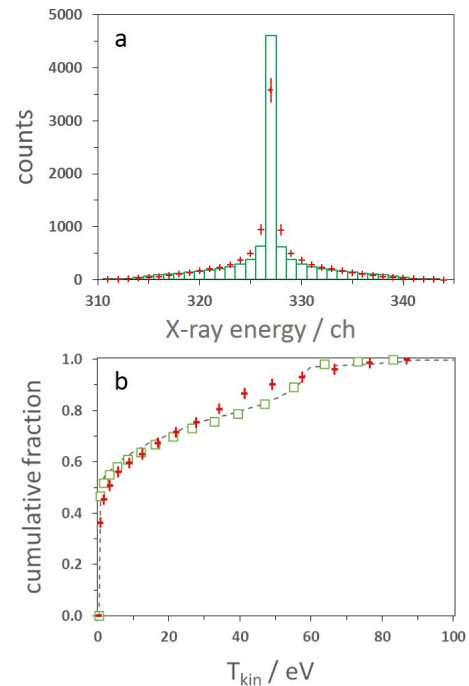 a
5000
4000
3000
2000
1000
0
counts
310 320 330 340
X-ray energy / ch
b
1.0
0.8
0.6
0.4
0.2
0.0
cumulative fraction
0 20 40 60 80 100
T_kin / eV